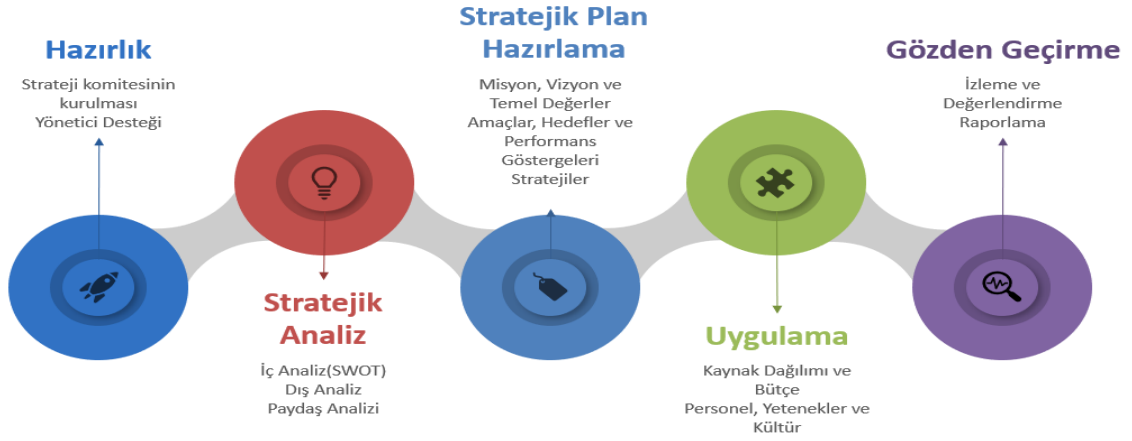 Hazırlık
Strateji komitesinin
kurulması
Yönetici Desteği
Stratejik
Analiz
İç Analiz(SWOT)
Dış Analiz
Paydaş Analizi
Stratejik Plan
Hazırlama
Misyon, Vizyon ve
Temel Değerler
Amaçlar, Hedefler ve
Performans
Göstergeleri
Stratejiler
Uygulama
Kaynak Dağılımı ve
Bütçe
Personel, Yetenekler ve
Kültür
Gözden Geçirme
İzleme ve
Değerlendirme
Raporlama